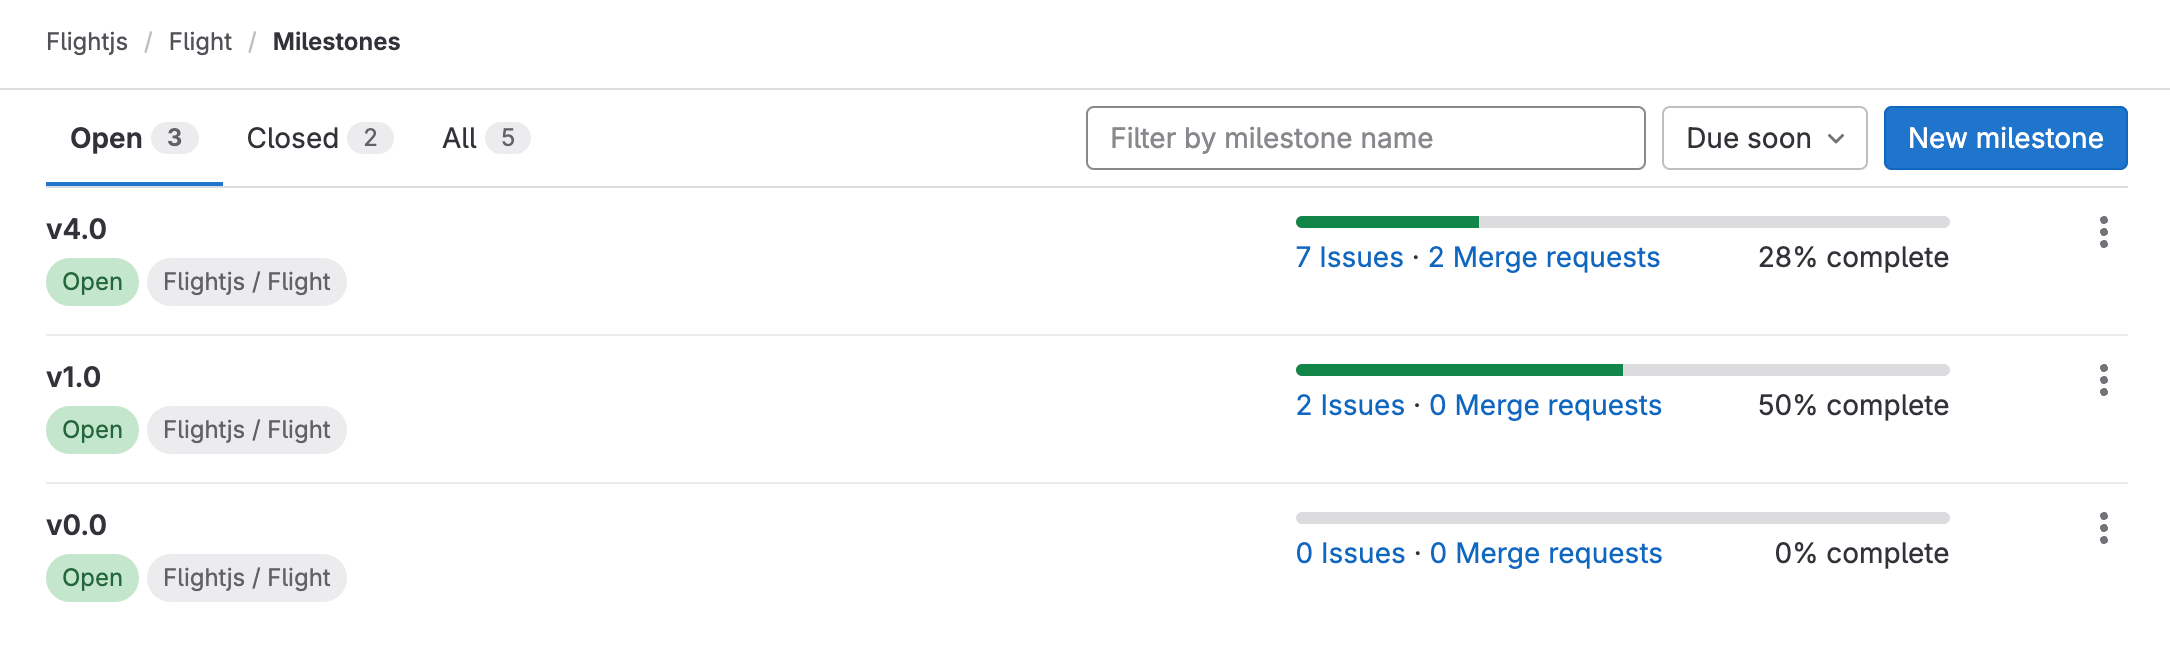 Flightjs / Flight / Milestones
Open 3 Closed 2 All 5 Filter by milestone name Due soon New milestone
v4.0
Open Flightjs / Flight
7 Issues · 2 Merge requests 28% complete
v1.0
Open Flightjs / Flight
2 Issues · 0 Merge requests 50% complete
v0.0
Open Flightjs / Flight
0 Issues · 0 Merge requests 0% complete